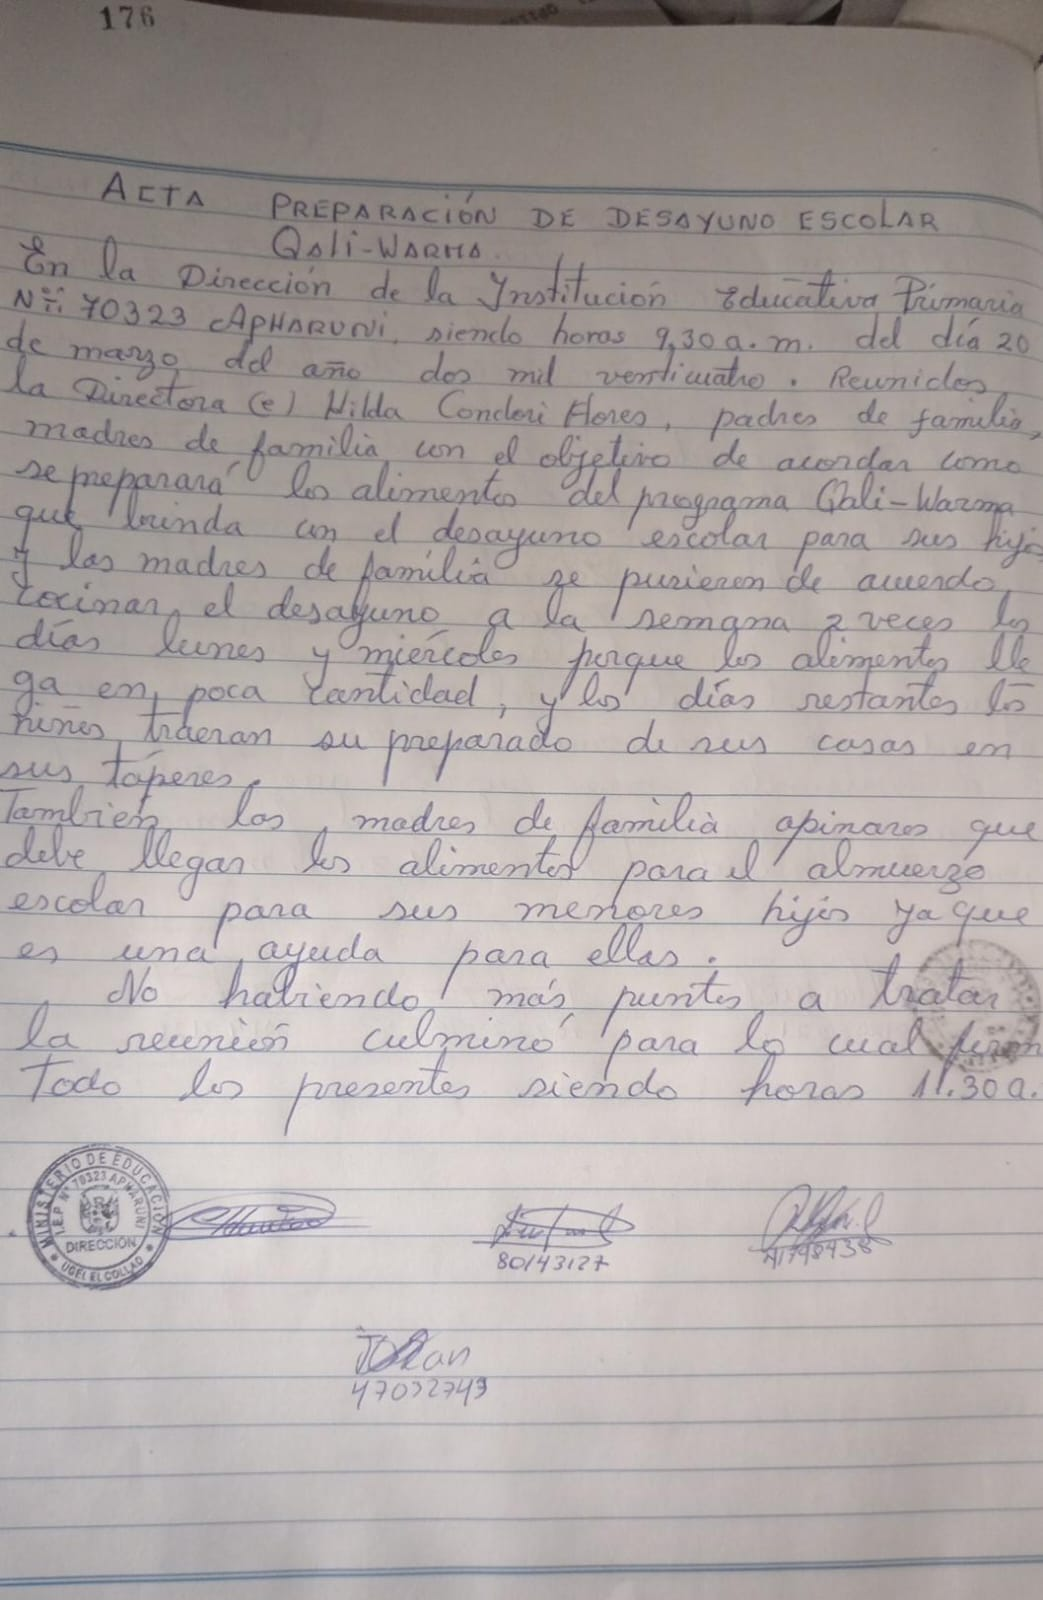 176
ACTA PREPARACIÓN DE DESAYUNO ESCOLAR
QALI-WARMA.
En la Dirección de la Institución Educativa Primaria
N° 70323 APHARUNI, siendo horas 9,30 a.m. del día 20
de marzo del año dos mil venticuatro. Reunidos
la Directora (e) Hilda Condori Flores, padres de familia,
madres de familia con el objetivo de acordar como
se preparará los alimentos del programa Qali-Warma
que brinda con el desayuno escolar para sus hijos
y las madres de familia se pusieron de acuerdo
cocinar el desayuno a la semana 2 veces los
días lunes y miércoles porque los alimentos lle
ga en poca cantidad, y los días restantes los
niños traeran su preparado de sus casas en
sus táperes.
También las madres de familia opinaros que
debe llegar los alimentos para el almuerzo
escolar para sus menores hijos ya que
es una ayuda para ellas.
No habiendo más puntos a tratar
la reunión culminó para lo cual
Todo los presentes siendo horas 11.30 a.
MINISTERIO DE EDUCACIÓN
I.E.P. N° 70323 APHARUNI
DIRECCIÓN
UGEL EL COLLAO
80143127
41798438
47032743